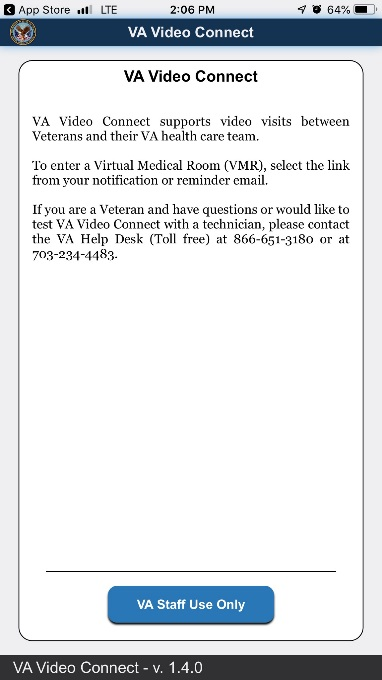 App Store LTE 2:06 PM 64%
VA Video Connect
VA Video Connect
VA Video Connect supports video visits between
Veterans and their VA health care team.
To enter a Virtual Medical Room (VMR), select the link
from your notification or reminder email.
If you are a Veteran and have questions or would like to
test VA Video Connect with a technician, please contact
the VA Help Desk (Toll free) at 866-651-3180 or at
703-234-4483.
VA Staff Use Only
VA Video Connect - v. 1.4.0